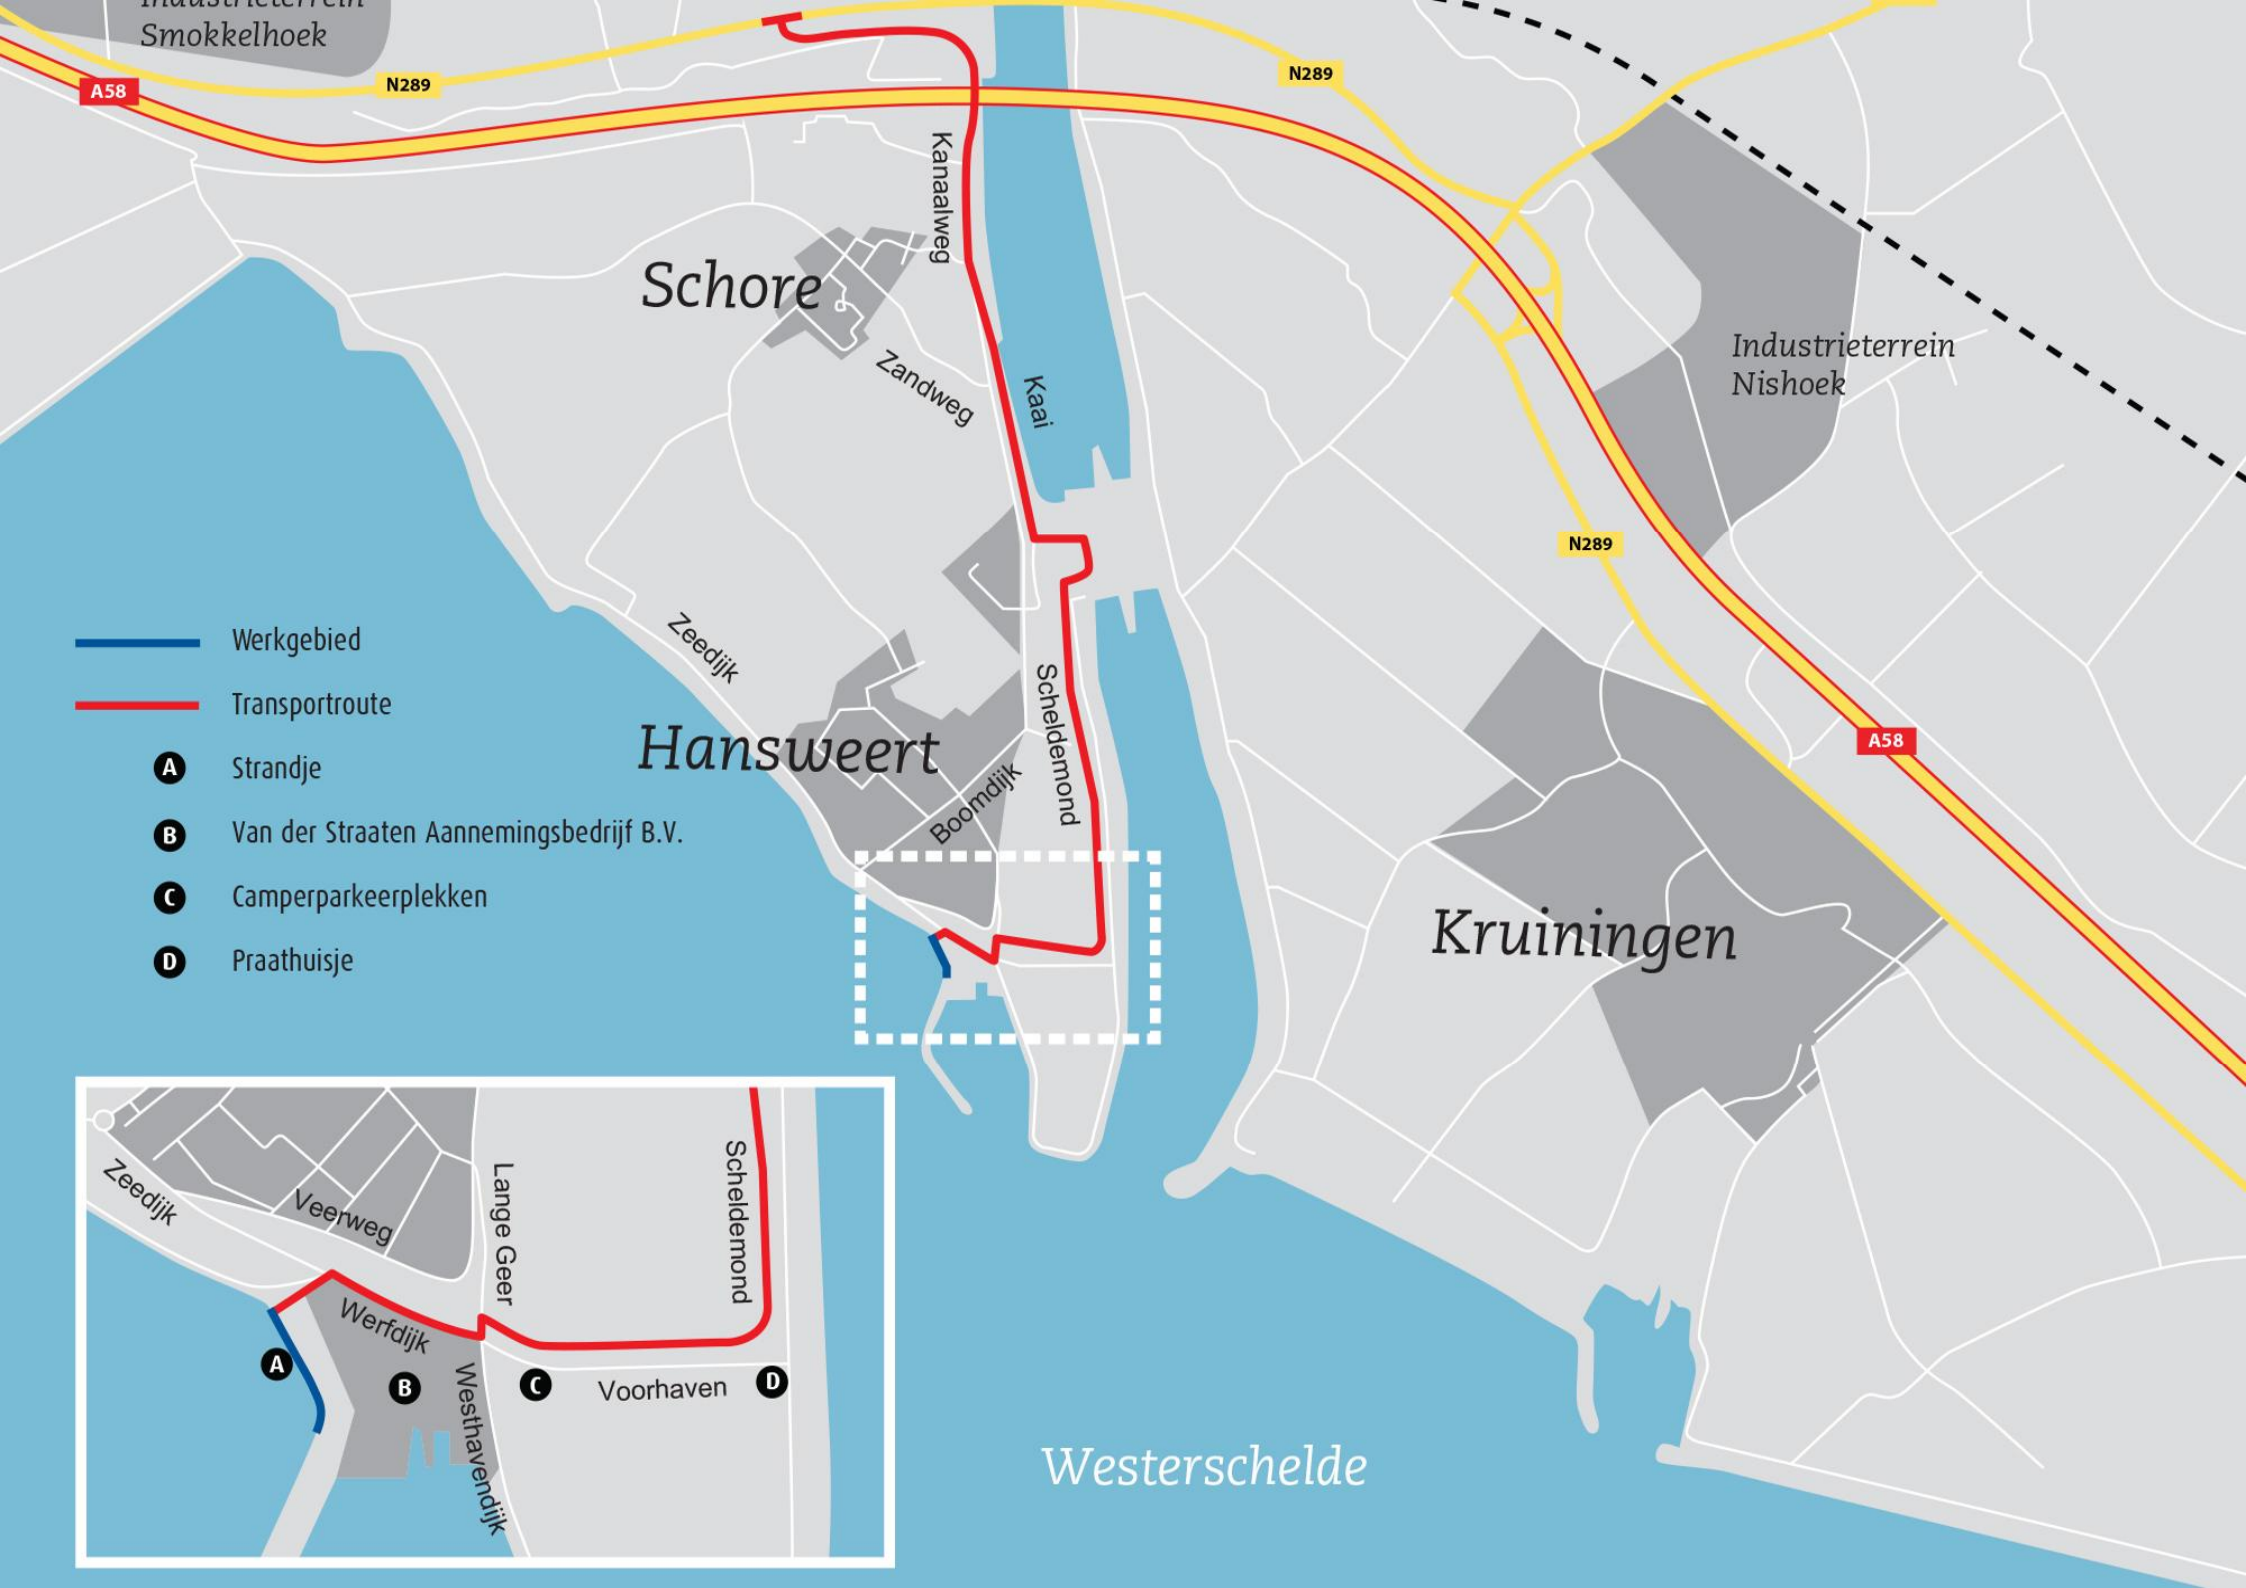 Industrieterrein
Smokkelhoek
A58
N289
N289
Kanaalweg
Schore
Zandweg
Kaai
Industrieterrein
Nishoek
N289
Zeedijk
Hansweert
Scheldemond
Boomdijk
A58
Kruiningen
Werkgebied
Transportroute
A Strandje
B Van der Straaten Aannemingsbedrijf B.V.
C Camperparkeerplekken
D Praathuisje
Zeedijk
Veerweg
Lange Geer
Scheldemond
Werfdijk
A
B
Westhavendijk
C
Voorhaven
D
Westerschelde